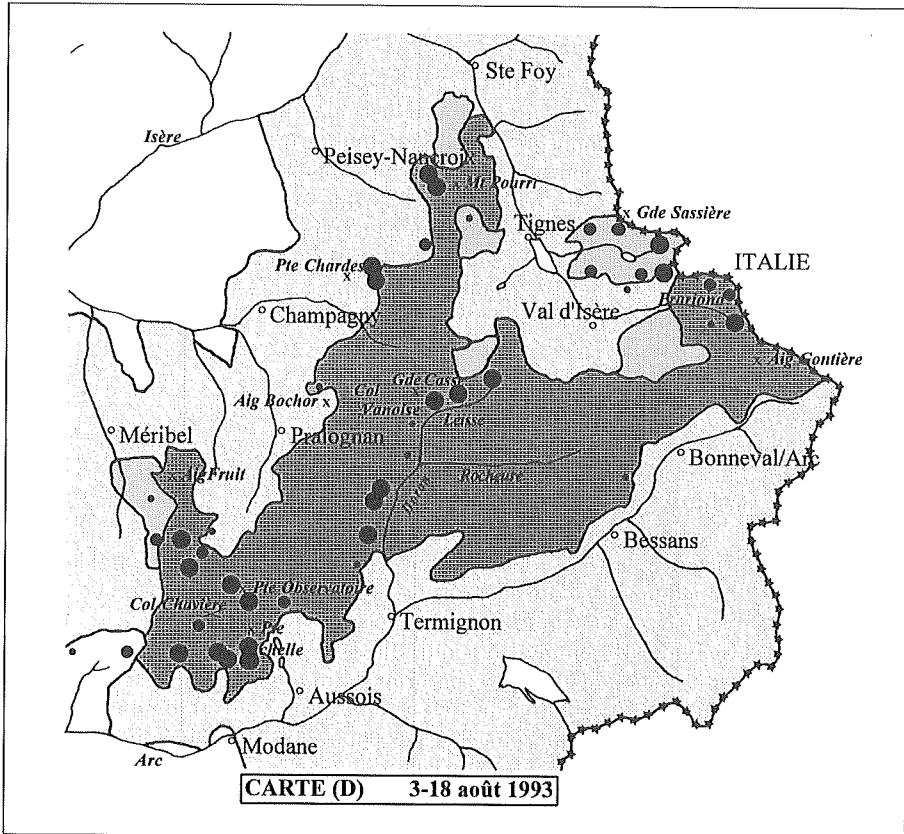 Ste Foy
Isère
Peisey-Nancroix
Mt Pourri
Gde Sassière
Tignes
Pte Chardes
ITALIE
Champagny
Val d'Isère
Aig Gontière
Gde Casse
Col
Vanoise
Aig Bochor
Leisse
Méribel
Pralognan
Bonneval/Arc
Aig Fruit
Rocheure
Bessans
Pte Observatoire
Col Chavière
Termignon
Pte
Echelle
Aussois
Modane
Arc
CARTE (D) 3-18 août 1993